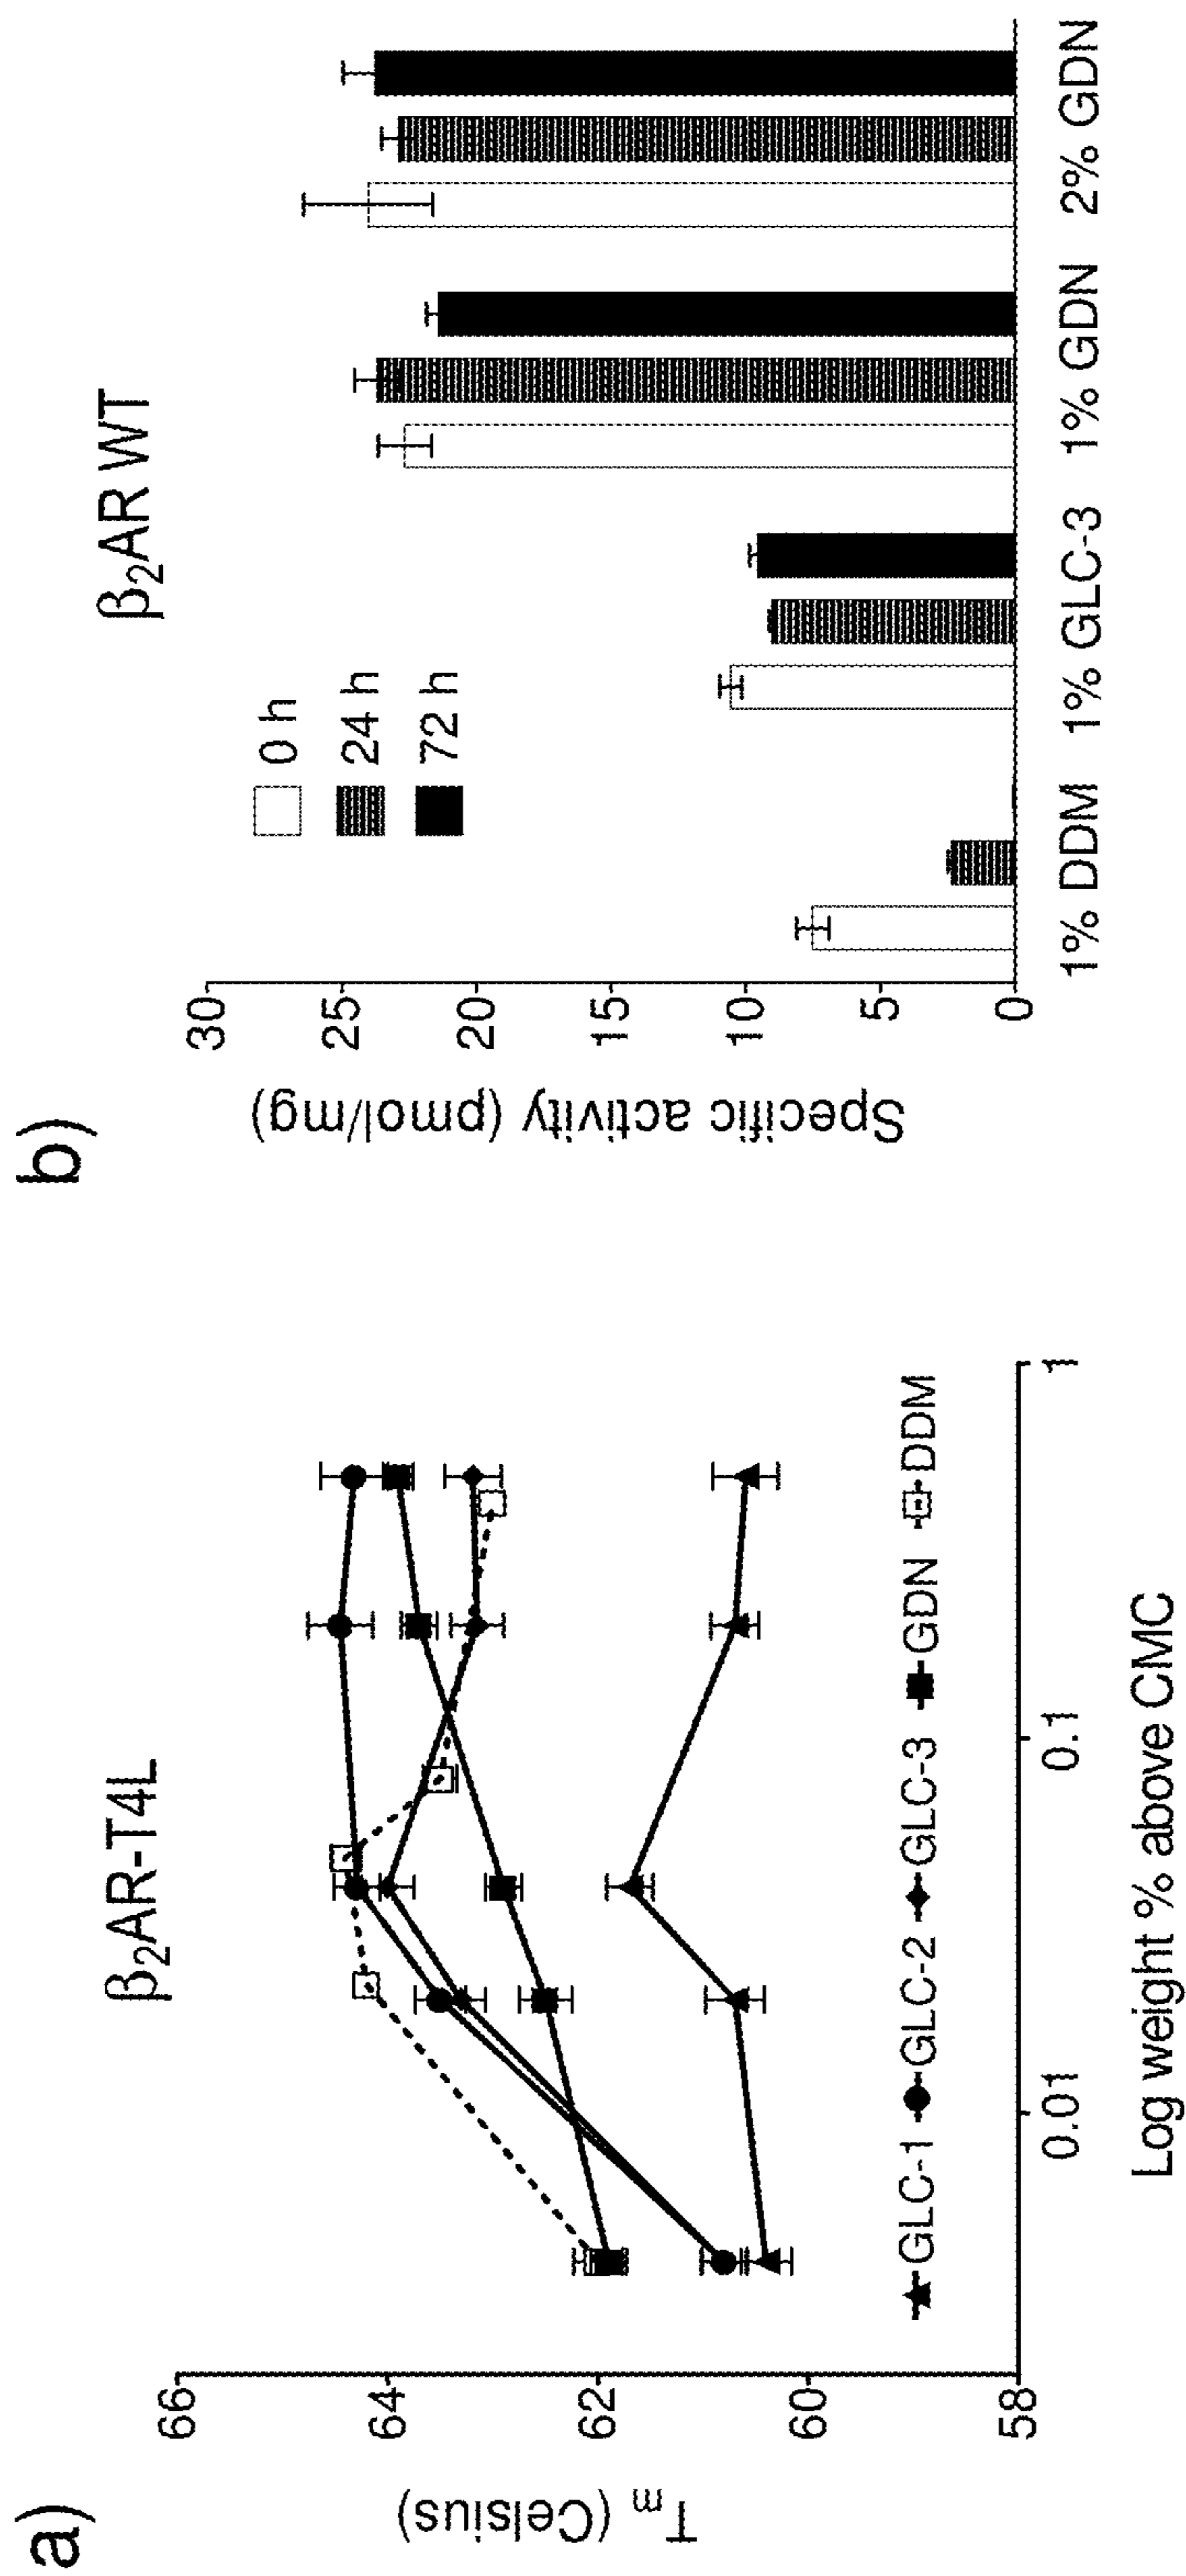 a)
β2AR-T4L
Tm (Celsius)
66
64
62
60
58
0.01
0.1
1
GLC-1 GLC-2 GLC-3 GDN DDM
Log weight % above CMC
b)
β2AR WT
Specific activity (pmol/mg)
30
25
20
15
10
5
0
0 h
24 h
72 h
1% DDM 1% GLC-3 1% GDN 2% GDN